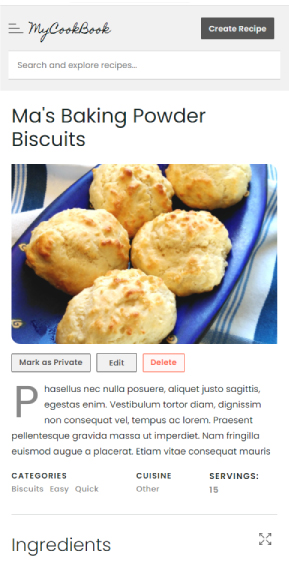 MyCookBook
Create Recipe
Search and explore recipes...
Ma's Baking Powder
Biscuits
Mark as Private Edit Delete
Phasellus nec nulla posuere, aliquet justo sagittis,
egestas enim. Vestibulum tortor diam, dignissim
non consequat vel, tempus ac lorem. Praesent
pellentesque gravida massa ut imperdiet. Nam fringilla
euismod augue a placerat. Etiam vitae consequat mauris
CATEGORIES CUISINE SERVINGS:
Biscuits Easy Quick Other 15
Ingredients